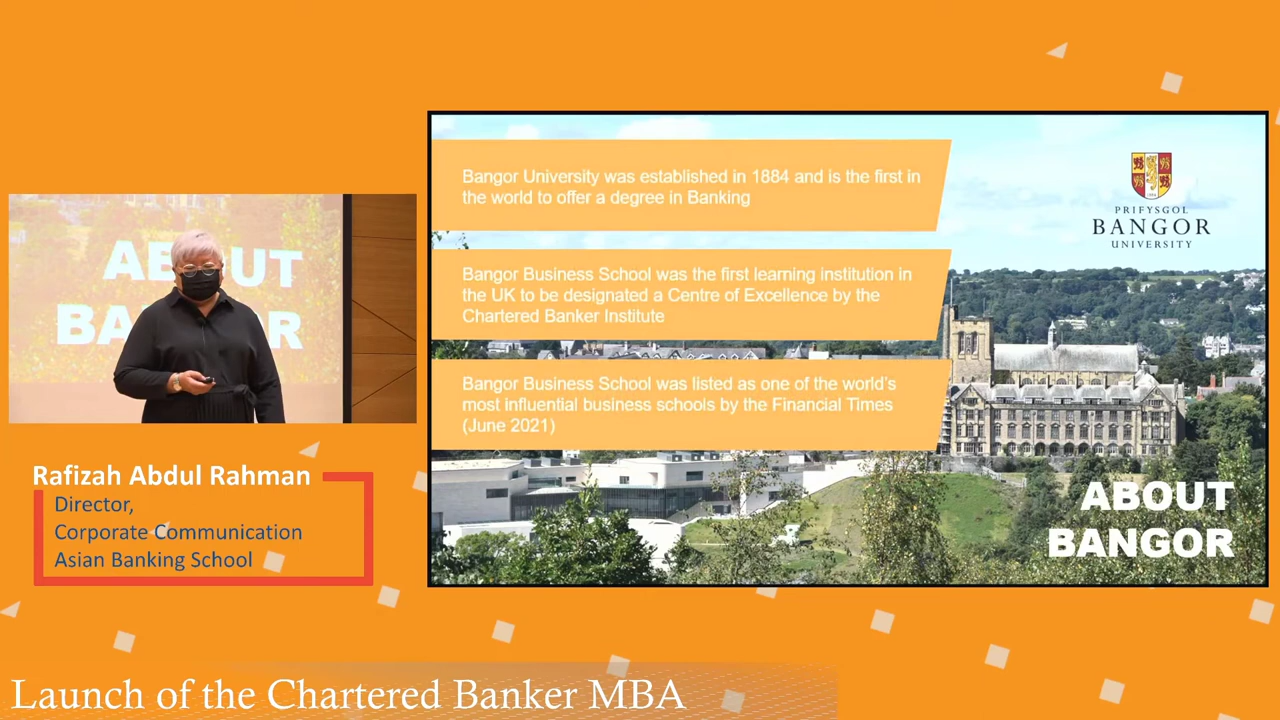 Bangor University was established in 1884 and is the first in
the world to offer a degree in Banking
Bangor Business School was the first learning institution in
the UK to be designated a Centre of Excellence by the
Chartered Banker Institute
Bangor Business School was listed as one of the world's
most influential business schools by the Financial Times
(June 2021)
PRIFYSGOL
BANGOR
UNIVERSITY
ABOUT
BANGOR
ABOUT
BANGOR
Rafizah Abdul Rahman
Director,
Corporate Communication
Asian Banking School
Launch of the Chartered Banker MBA